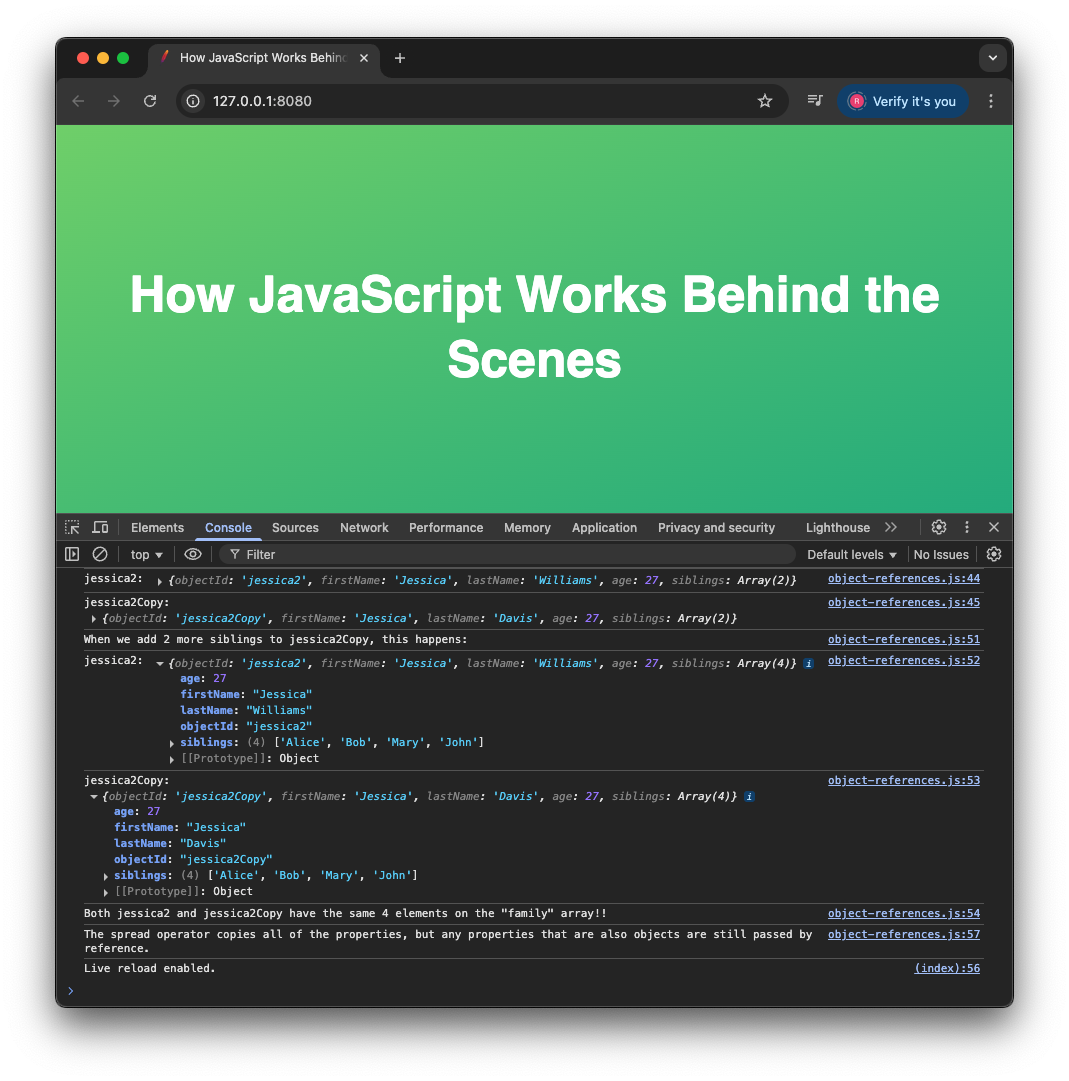 How JavaScript Works Behin
127.0.0.1:8080
R
Verify it's you
How JavaScript Works Behind the
Scenes
Elements Console Sources Network Performance Memory Application Privacy and security Lighthouse
top Filter Default levels No Issues
jessica2: {objectId: 'jessica2', firstName: 'Jessica', lastName: 'Williams', age: 27, siblings: Array(2)} object-references.js:44
jessica2Copy: object-references.js:45
{objectId: 'jessica2Copy', firstName: 'Jessica', lastName: 'Davis', age: 27, siblings: Array(2)}
When we add 2 more siblings to jessica2Copy, this happens: object-references.js:51
jessica2: {objectId: 'jessica2', firstName: 'Jessica', lastName: 'Williams', age: 27, siblings: Array(4)} i object-references.js:52
age: 27
firstName: "Jessica"
lastName: "Williams"
objectId: "jessica2"
siblings: (4) ['Alice', 'Bob', 'Mary', 'John']
[[Prototype]]: Object
jessica2Copy: object-references.js:53
{objectId: 'jessica2Copy', firstName: 'Jessica', lastName: 'Davis', age: 27, siblings: Array(4)} i
age: 27
firstName: "Jessica"
lastName: "Davis"
objectId: "jessica2Copy"
siblings: (4) ['Alice', 'Bob', 'Mary', 'John']
[[Prototype]]: Object
Both jessica2 and jessica2Copy have the same 4 elements on the "family" array!! object-references.js:54
The spread operator copies all of the properties, but any properties that are also objects are still passed by object-references.js:57
reference.
Live reload enabled. (index):56